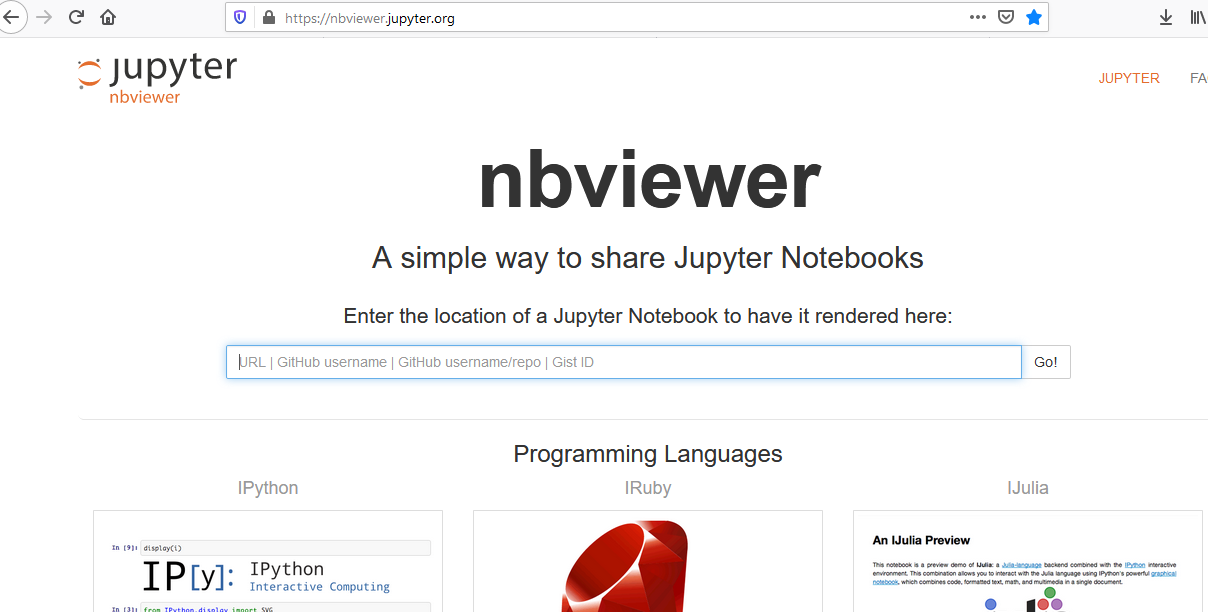 https://nbviewer.jupyter.org
jupyter
nbviewer
JUPYTER
FA
nbviewer
A simple way to share Jupyter Notebooks
Enter the location of a Jupyter Notebook to have it rendered here:
URL | GitHub username | GitHub username/repo | Gist ID
Go!
Programming Languages
IPython
IRuby
IJulia
In [9]: display(i)
IP[y]: IPython
Interactive Computing
In [3]: from IPython.display import SVG
An IJulia Preview
This notebook is a preview demo of IJulia: a Julia-language backend combined with the IPython interactive
environment. This combination allows you to interact with the Julia language using IPython's powerful graphical
notebook, which combines code, formatted text, math, and multimedia in a single document.